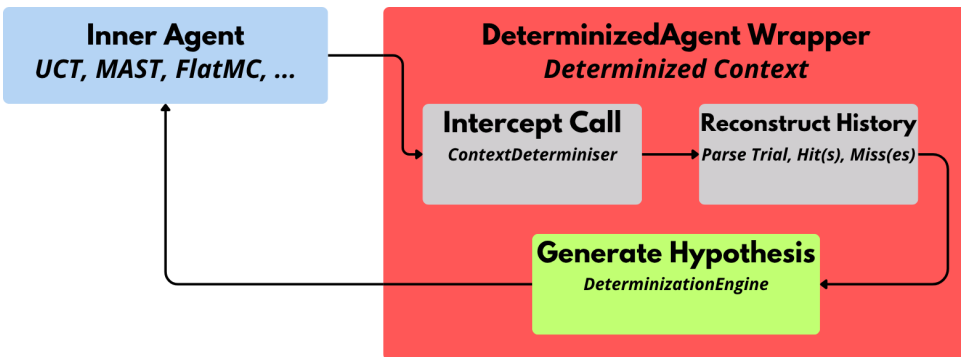 Inner Agent
UCT, MAST, FlatMC, ...
DeterminizedAgent Wrapper
Determinized Context
Intercept Call
ContextDeterminiser
Reconstruct History
Parse Trial, Hit(s), Miss(es)
Generate Hypothesis
DeterminizationEngine